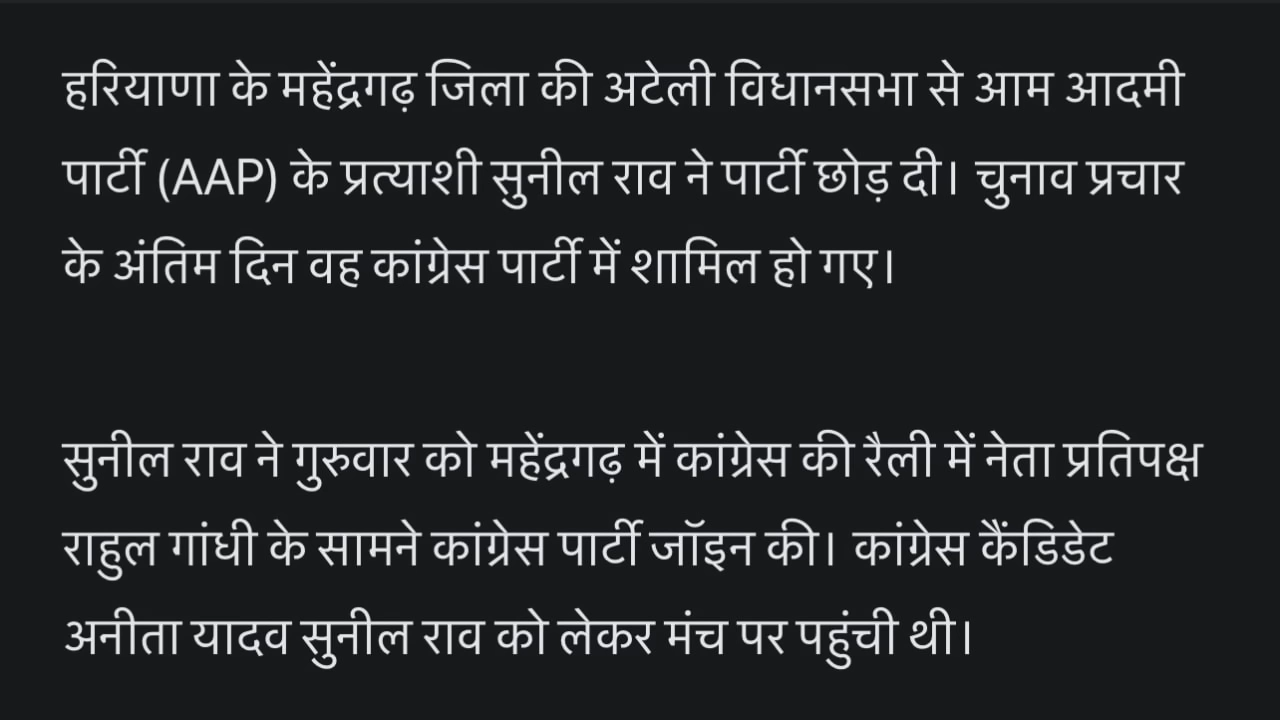 हरियाणा के महेंद्रगढ़ जिला की अटेली विधानसभा से आम आदमी
पार्टी (AAP) के प्रत्याशी सुनील राव ने पार्टी छोड़ दी। चुनाव प्रचार
के अंतिम दिन वह कांग्रेस पार्टी में शामिल हो गए।
सुनील राव ने गुरुवार को महेंद्रगढ़ में कांग्रेस की रैली में नेता प्रतिपक्ष
राहुल गांधी के सामने कांग्रेस पार्टी जॉइन की। कांग्रेस कैंडिडेट
अनीता यादव सुनील राव को लेकर मंच पर पहुंची थी।